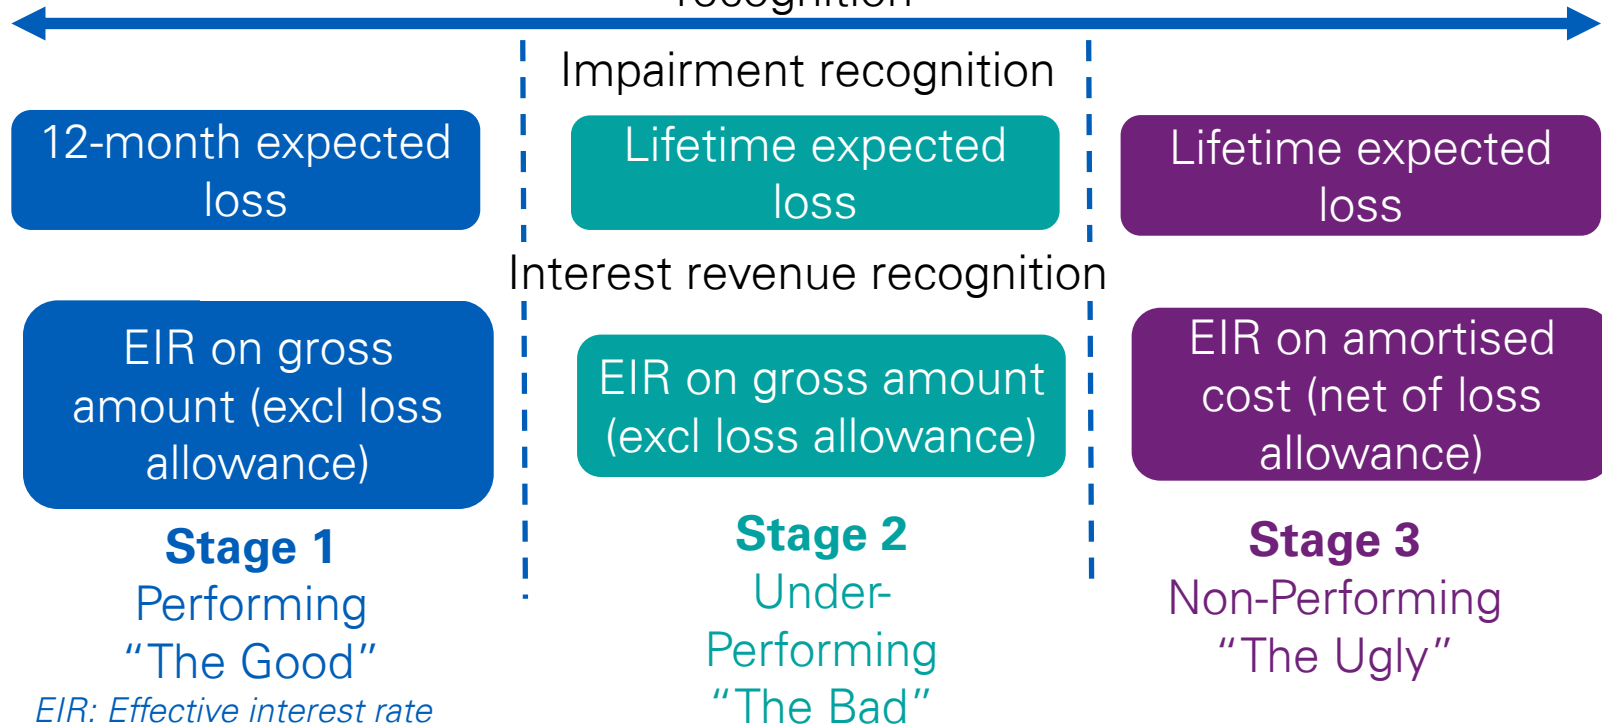 recognition
Impairment recognition
12-month expected
loss
Lifetime expected
loss
Lifetime expected
loss
Interest revenue recognition
EIR on gross
amount (excl loss
allowance)
EIR on gross amount
(excl loss allowance)
EIR on amortised
cost (net of loss
allowance)
Stage 1
Performing
“The Good”
EIR: Effective interest rate
Stage 2
Under-
Performing
“The Bad”
Stage 3
Non-Performing
“The Ugly”